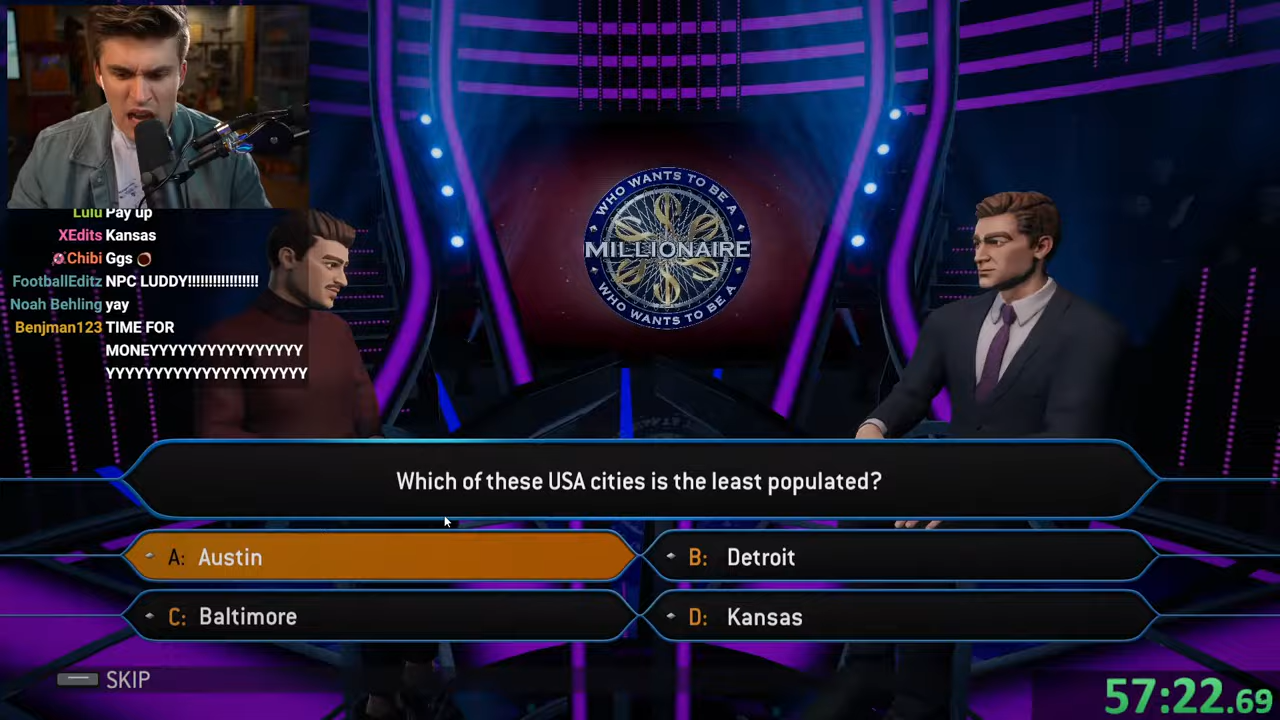 Lulu Pay up
XEdits Kansas
Chibi Ggs
FootballEditz NPC LUDDY!!!!!!!!!!!!!!!!!
Noah Behling yay
Benjman123 TIME FOR
MONEYYYYYYYYYYYYYYYY
YYYYYYYYYYYYYYYYYYYYY
WHO WANTS TO BE A
MILLIONAIRE
WHO WANTS TO BE A
Which of these USA cities is the least populated?
A: Austin
B: Detroit
C: Baltimore
D: Kansas
SKIP
57:22.69